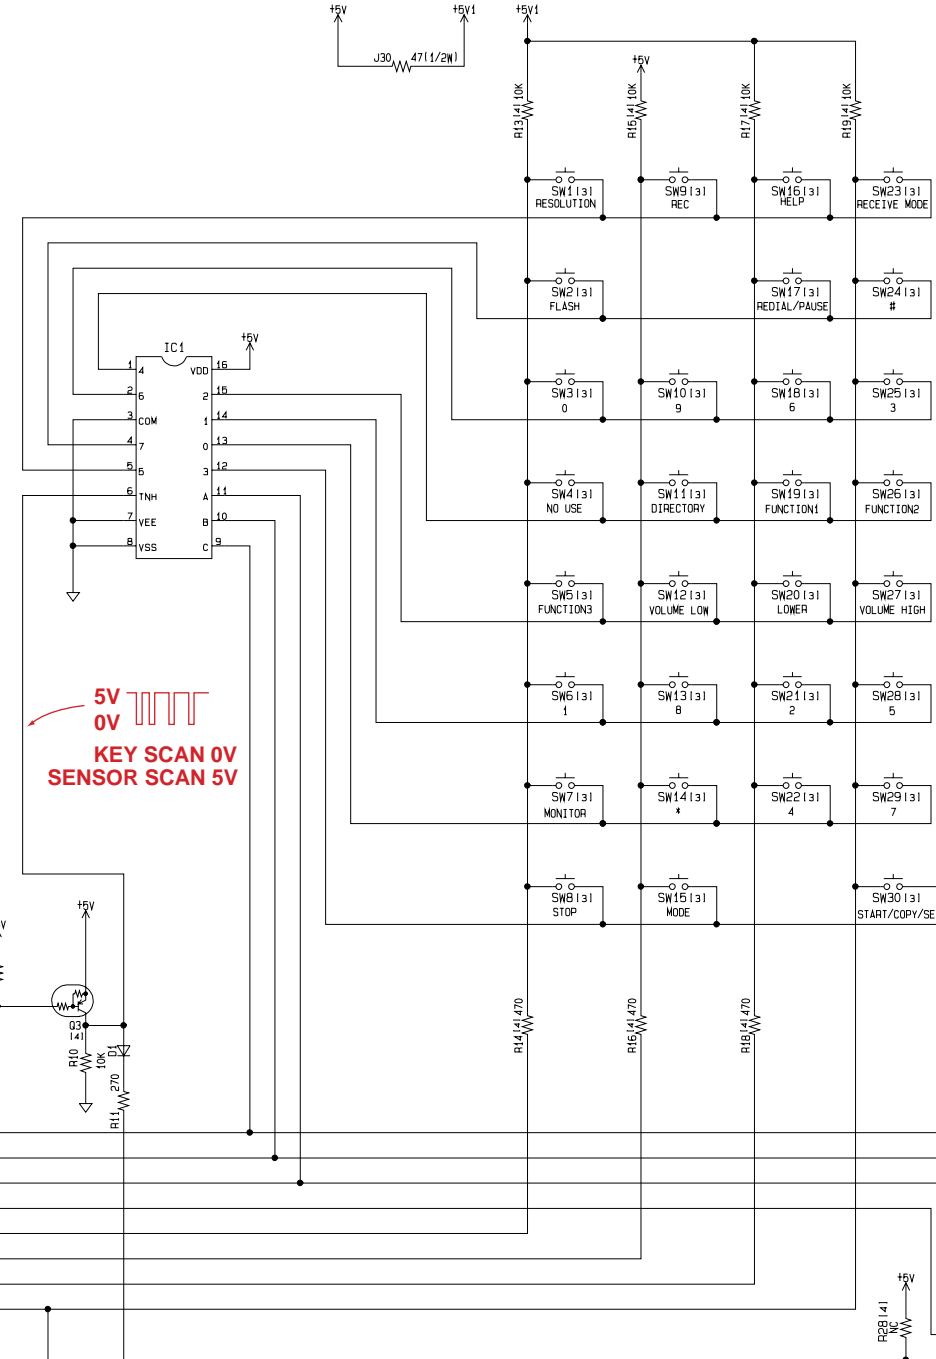 +5V +5V1 +5V1
J30 47(1/2W)
+5V
R13[4] 10K R15[4] 10K R17[4] 10K R19[4] 10K
SW1[3] SW9[3] SW16[3] SW23[3]
RESOLUTION REC HELP RECEIVE MODE
SW2[3] SW17[3] SW24[3]
FLASH REDIAL/PAUSE #
IC1 +5V
1 4 VDD 16
2 6 2 15
3 COM 1 14
4 7 0 13
5 5 3 12
6 TNH A 11
7 VEE B 10
8 VSS C 9
SW3[3] SW10[3] SW18[3] SW25[3]
0 9 6 3
SW4[3] SW11[3] SW19[3] SW26[3]
NO USE DIRECTORY FUNCTION1 FUNCTION2
SW5[3] SW12[3] SW20[3] SW27[3]
FUNCTION3 VOLUME LOW LOWER VOLUME HIGH
SW6[3] SW13[3] SW21[3] SW28[3]
1 8 2 5
5V
0V
KEY SCAN 0V
SENSOR SCAN 5V
SW7[3] SW14[3] SW22[3] SW29[3]
MONITOR * 4 7
SW8[3] SW15[3] SW30[3]
STOP MODE START/COPY/SE
+5V
V
Q3
[4]
R10 10K D1
R11 270
R14[4] 470 R16[4] 470 R18[4] 470
+5V
R28[4]
NC